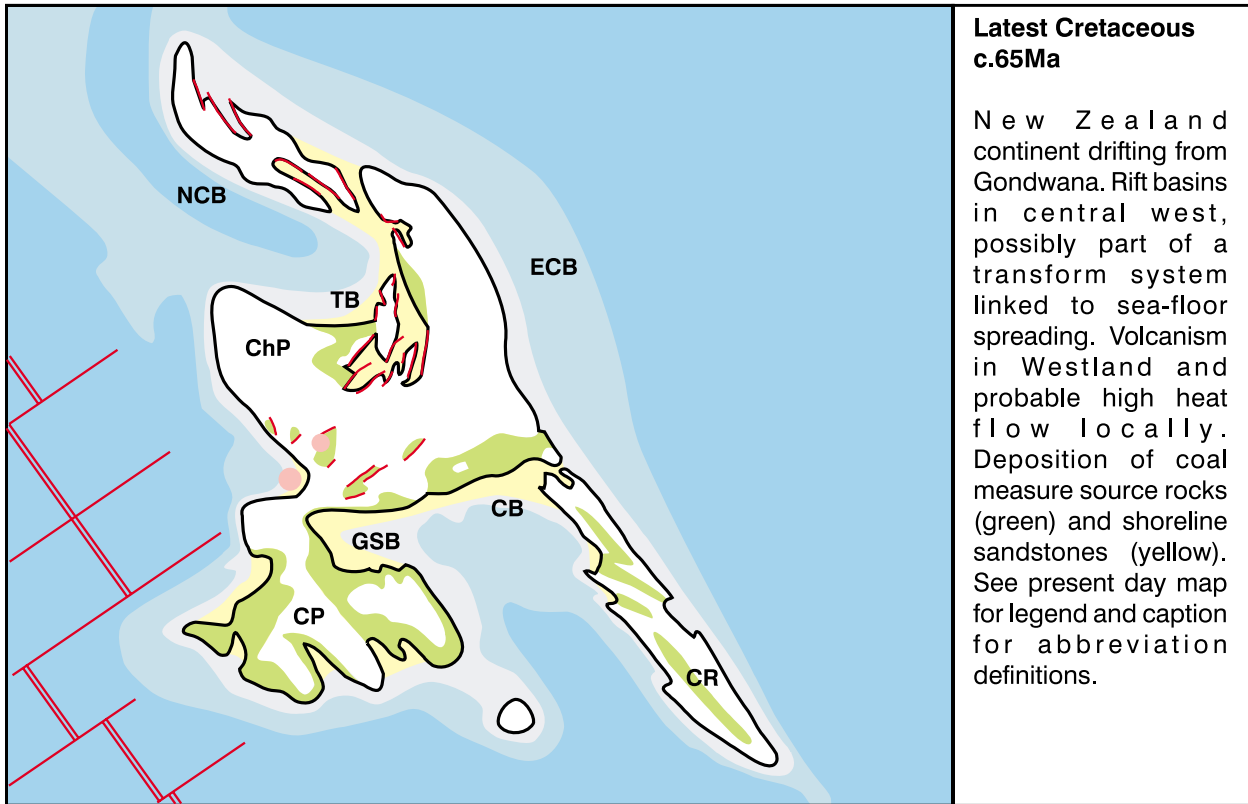 NCB
ECB
TB
ChP
CB
GSB
CP
CR
Latest Cretaceous
c.65Ma
New Zealand
continent drifting from
Gondwana. Rift basins
in central west,
possibly part of a
transform system
linked to sea-floor
spreading. Volcanism
in Westland and
probable high heat
flow locally.
Deposition of coal
measure source rocks
(green) and shoreline
sandstones (yellow).
See present day map
for legend and caption
for abbreviation
definitions.